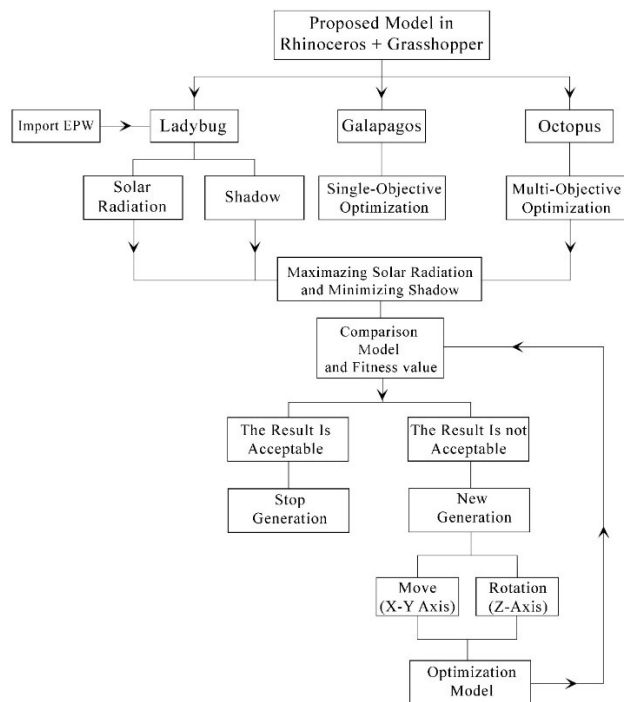 Proposed Model in
Rhinoceros + Grasshopper
Import EPW
Ladybug
Galapagos
Octopus
Solar
Radiation
Shadow
Single-Objective
Optimization
Multi-Objective
Optimization
Maximazing Solar Radiation
and Minimizing Shadow
Comparison
Model
and Fitness value
The Result Is
Acceptable
The Result Is not
Acceptable
Stop
Generation
New
Generation
Move
(X-Y Axis)
Rotation
(Z-Axis)
Optimization
Model